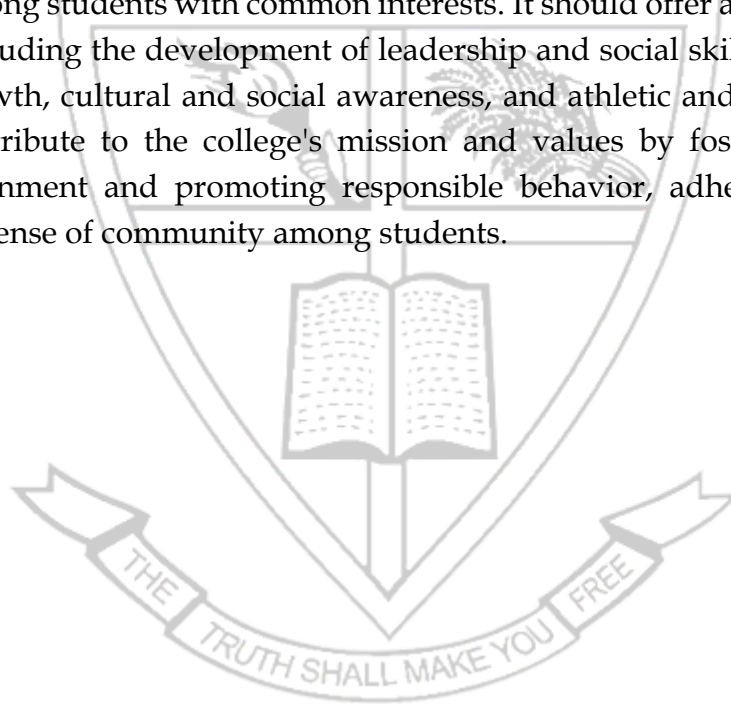 ong students with common interests. It should offer a
uding the development of leadership and social skil
wth, cultural and social awareness, and athletic and
tribute to the college's mission and values by fos
nment and promoting responsible behavior, adhe
ense of community among students.
THE TRUTH SHALL MAKE YOU FREE